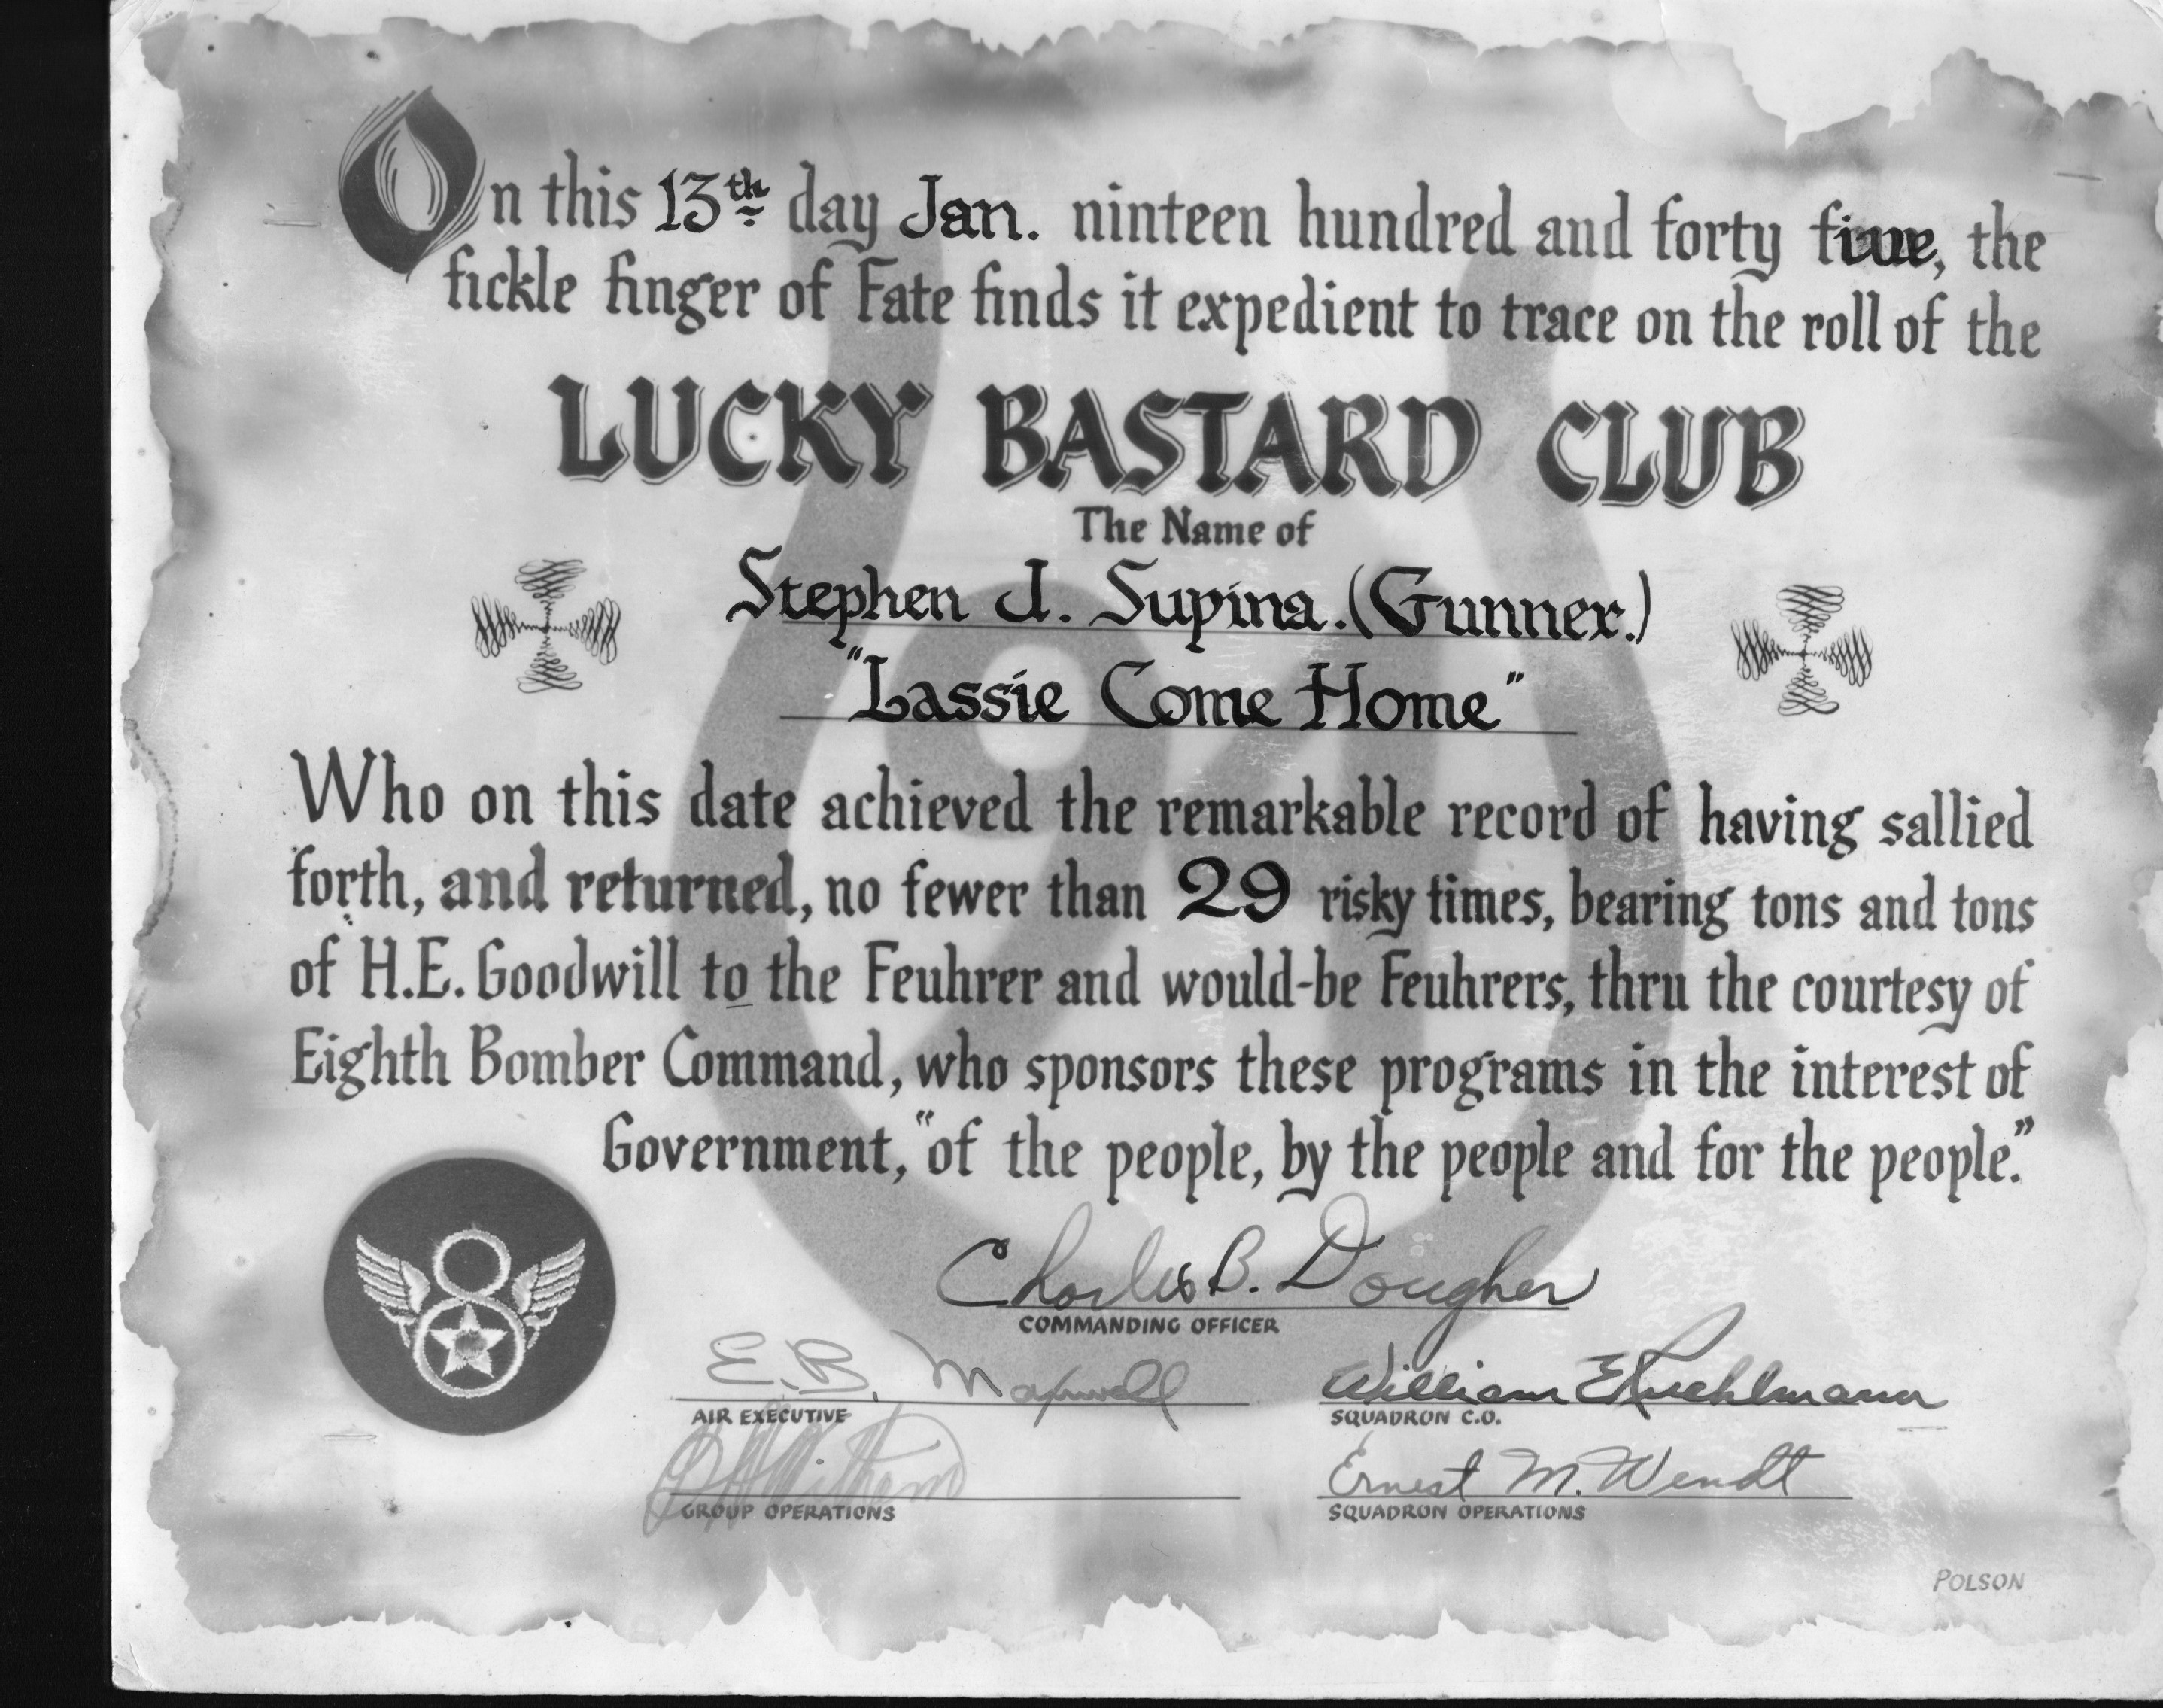 On this 13th day Jan. ninteen hundred and forty five, the
fickle finger of Fate finds it expedient to trace on the roll of the
LUCKY BASTARD CLUB
The Name of
Stephen J. Supina. (Gunner.)
"Lassie Come Home"
94
Who on this date achieved the remarkable record of having sallied
forth, and returned, no fewer than 29 risky times, bearing tons and tons
of H.E. Goodwill to the Feuhrer and would-be Feuhrers, thru the courtesy of
Eighth Bomber Command, who sponsors these programs in the interest of
Government, "of the people, by the people and for the people."
8
Charles B. Dougher
COMMANDING OFFICER
E.B. Maxwell William E Ruehlmann
AIR EXECUTIVE SQUADRON C.O.
Ernest M. Wendt
GROUP OPERATIONS SQUADRON OPERATIONS
POLSON